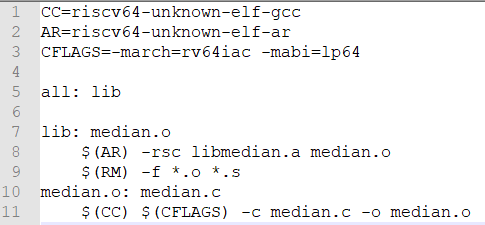 1 CC=riscv64-unknown-elf-gcc
2 AR=riscv64-unknown-elf-ar
3 CFLAGS=-march=rv64iac -mabi=lp64
4
5 all: lib
6
7 lib: median.o
8     $(AR) -rsc libmedian.a median.o
9     $(RM) -f *.o *.s
10 median.o: median.c
11     $(CC) $(CFLAGS) -c median.c -o median.o